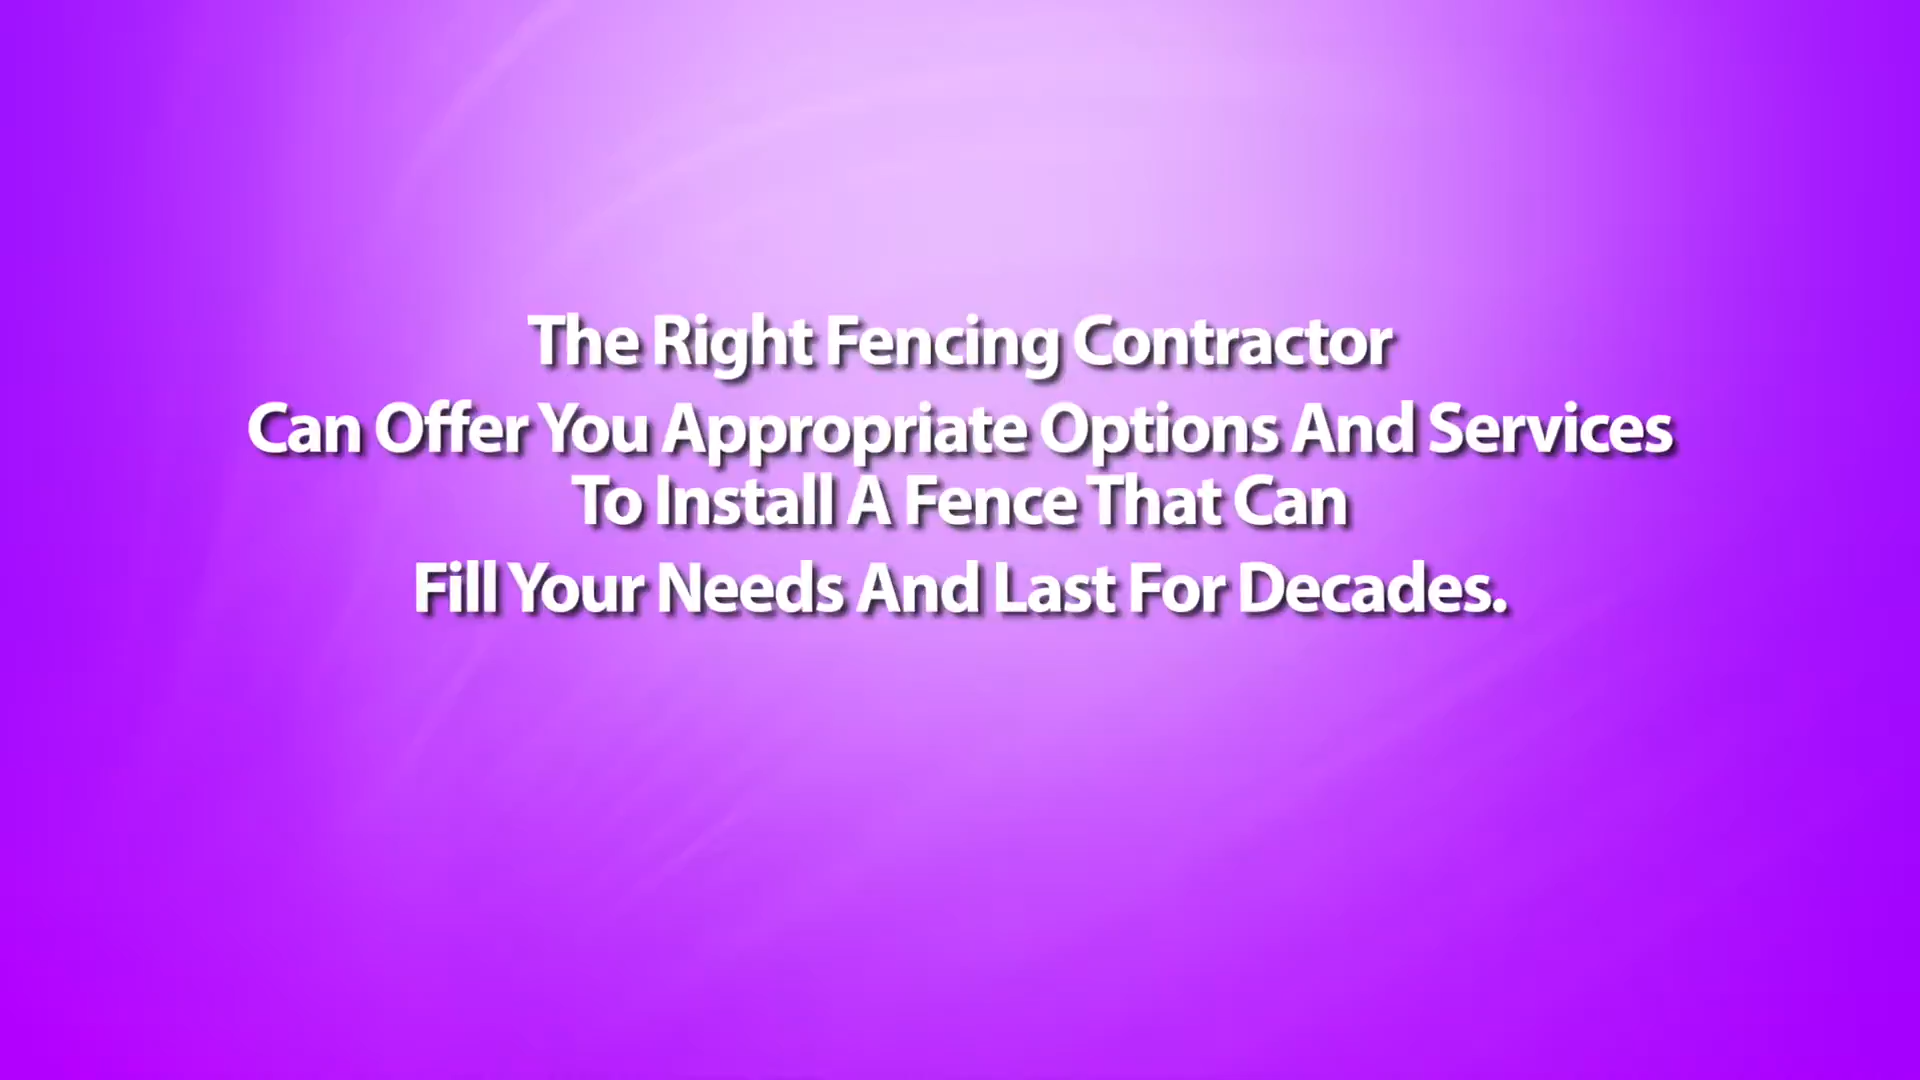 The Right Fencing Contractor
Can Offer You Appropriate Options And Services
To Install A Fence That Can
Fill Your Needs And Last For Decades.